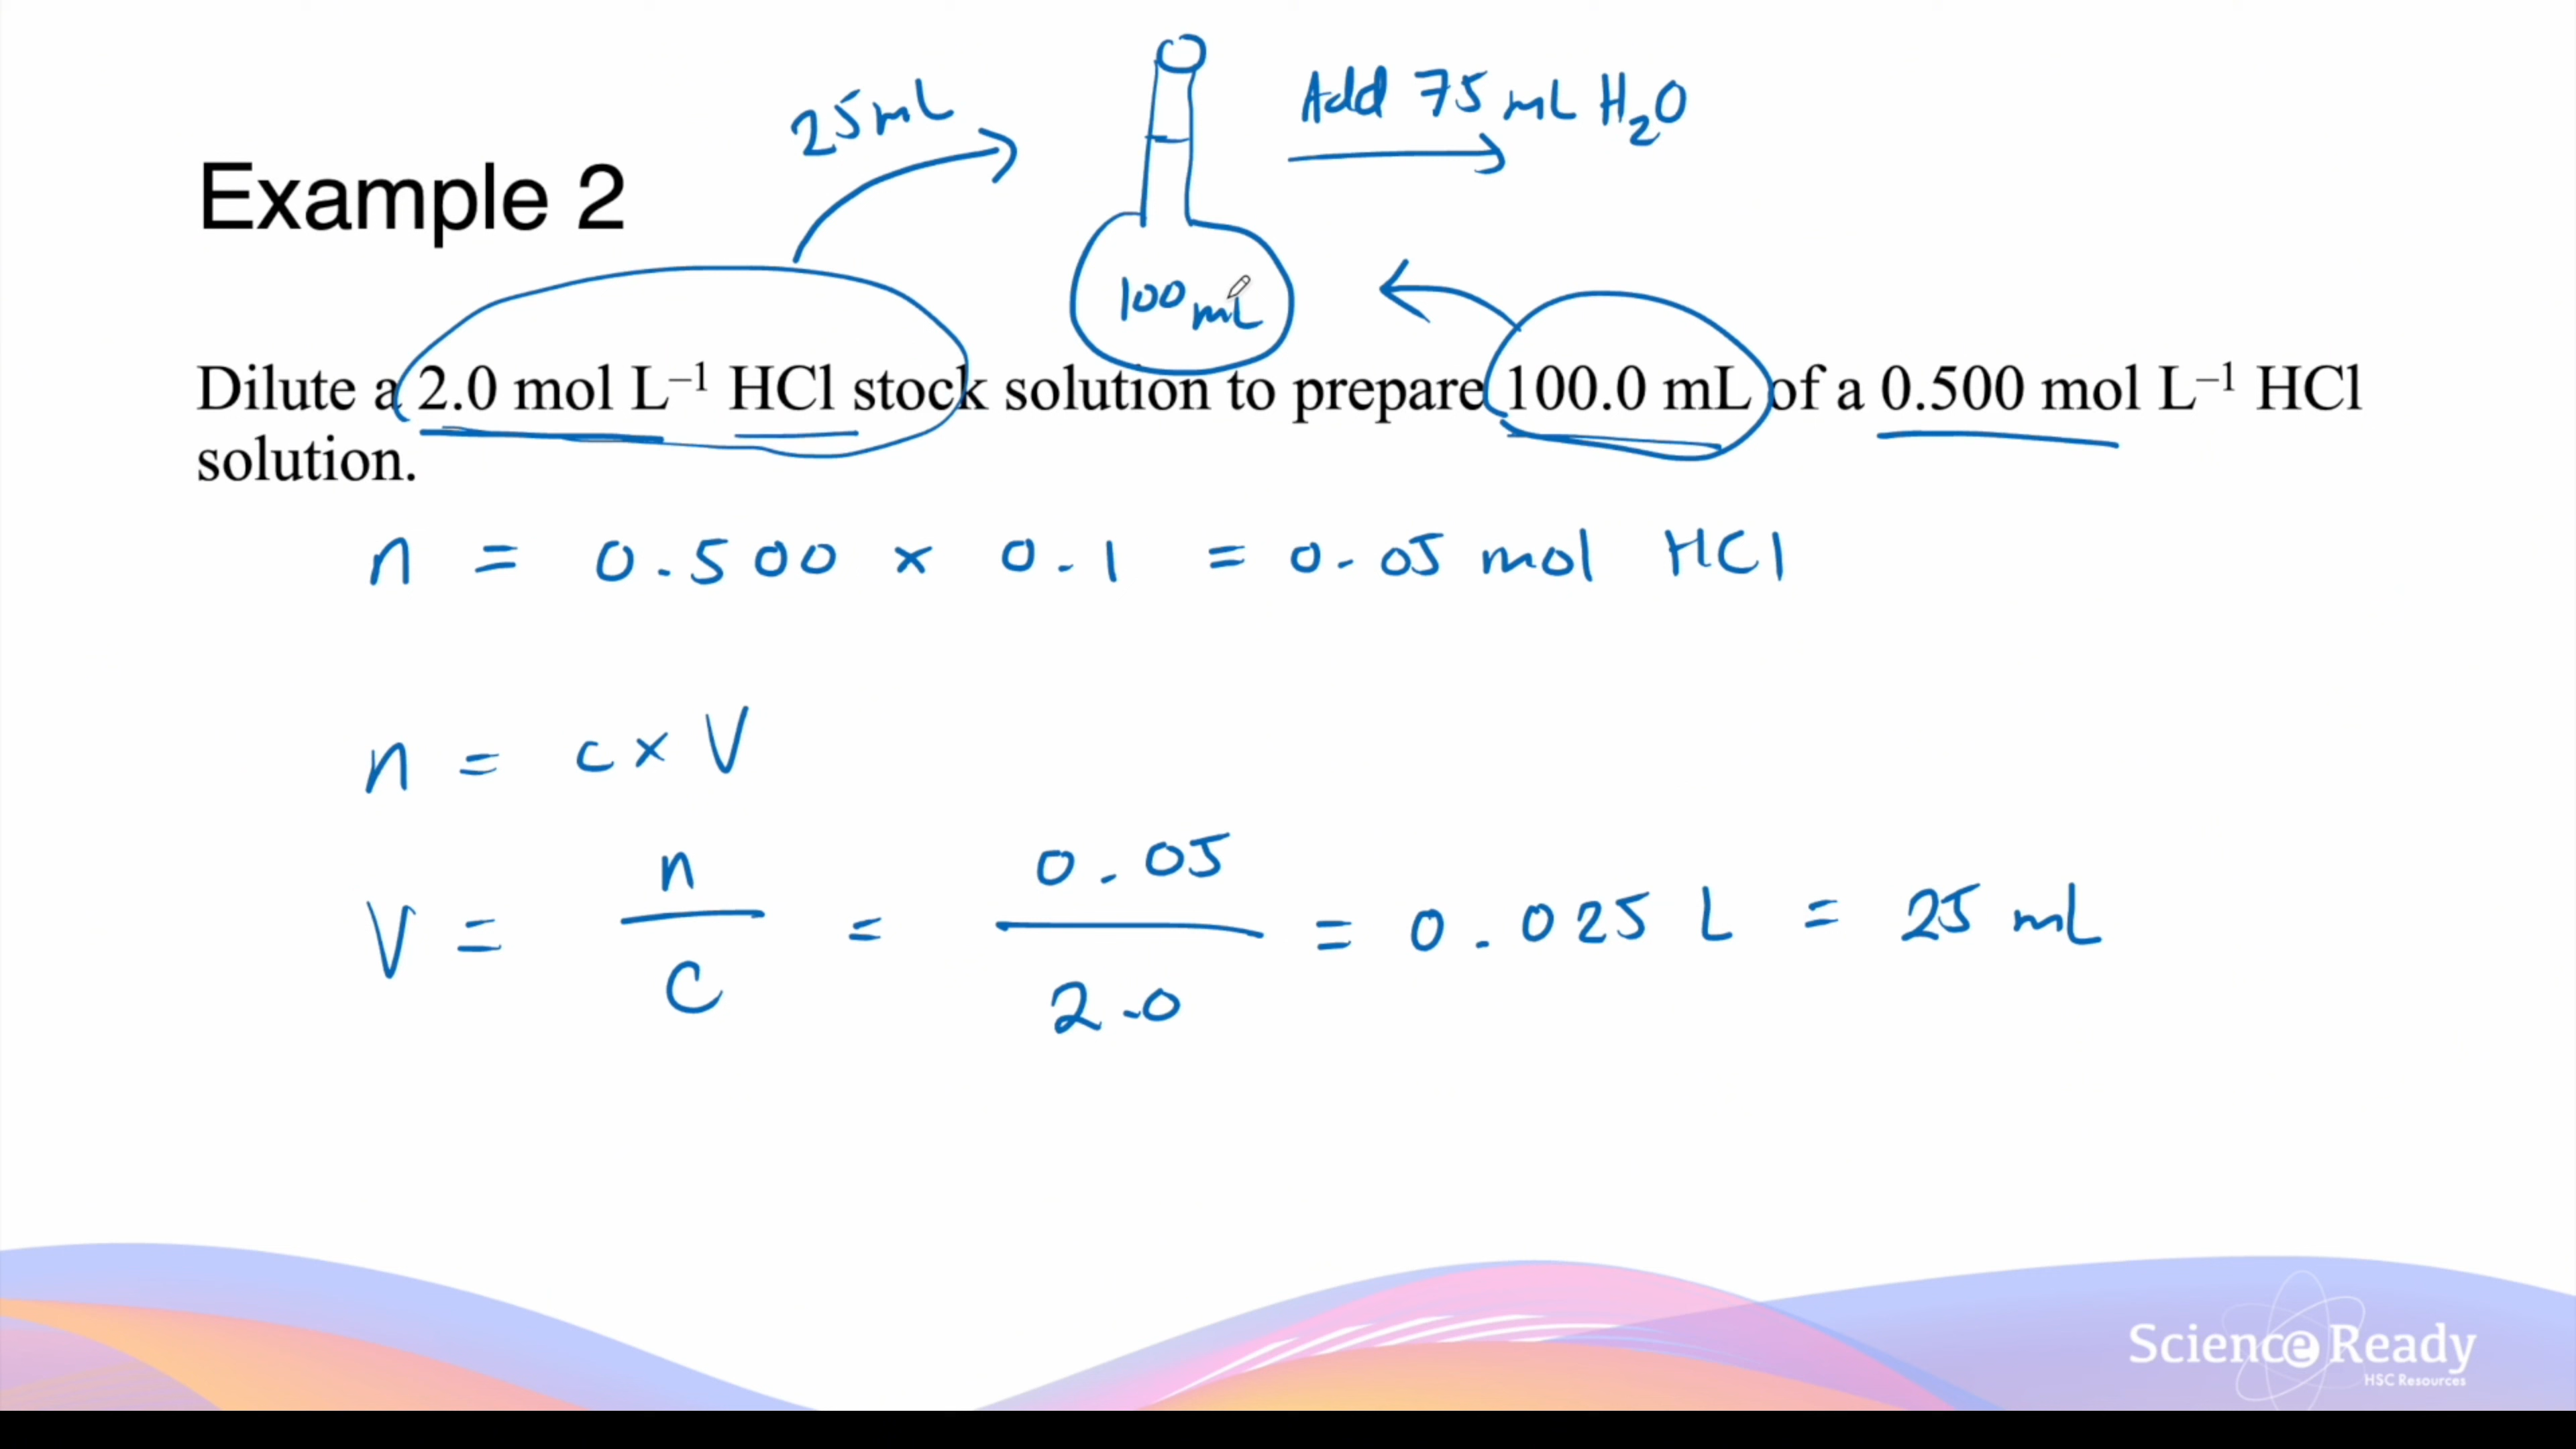 25 mL
Add 75 mL H₂O
Example 2
100 mL
Dilute a 2.0 mol L⁻¹ HCl stock solution to prepare 100.0 mL of a 0.500 mol L⁻¹ HCl
solution.
n = 0.500 × 0.1 = 0.05 mol HCl
n = c × V
V = n/c = 0.05/2.0 = 0.025 L = 25 mL
Science Ready
HSC Resources